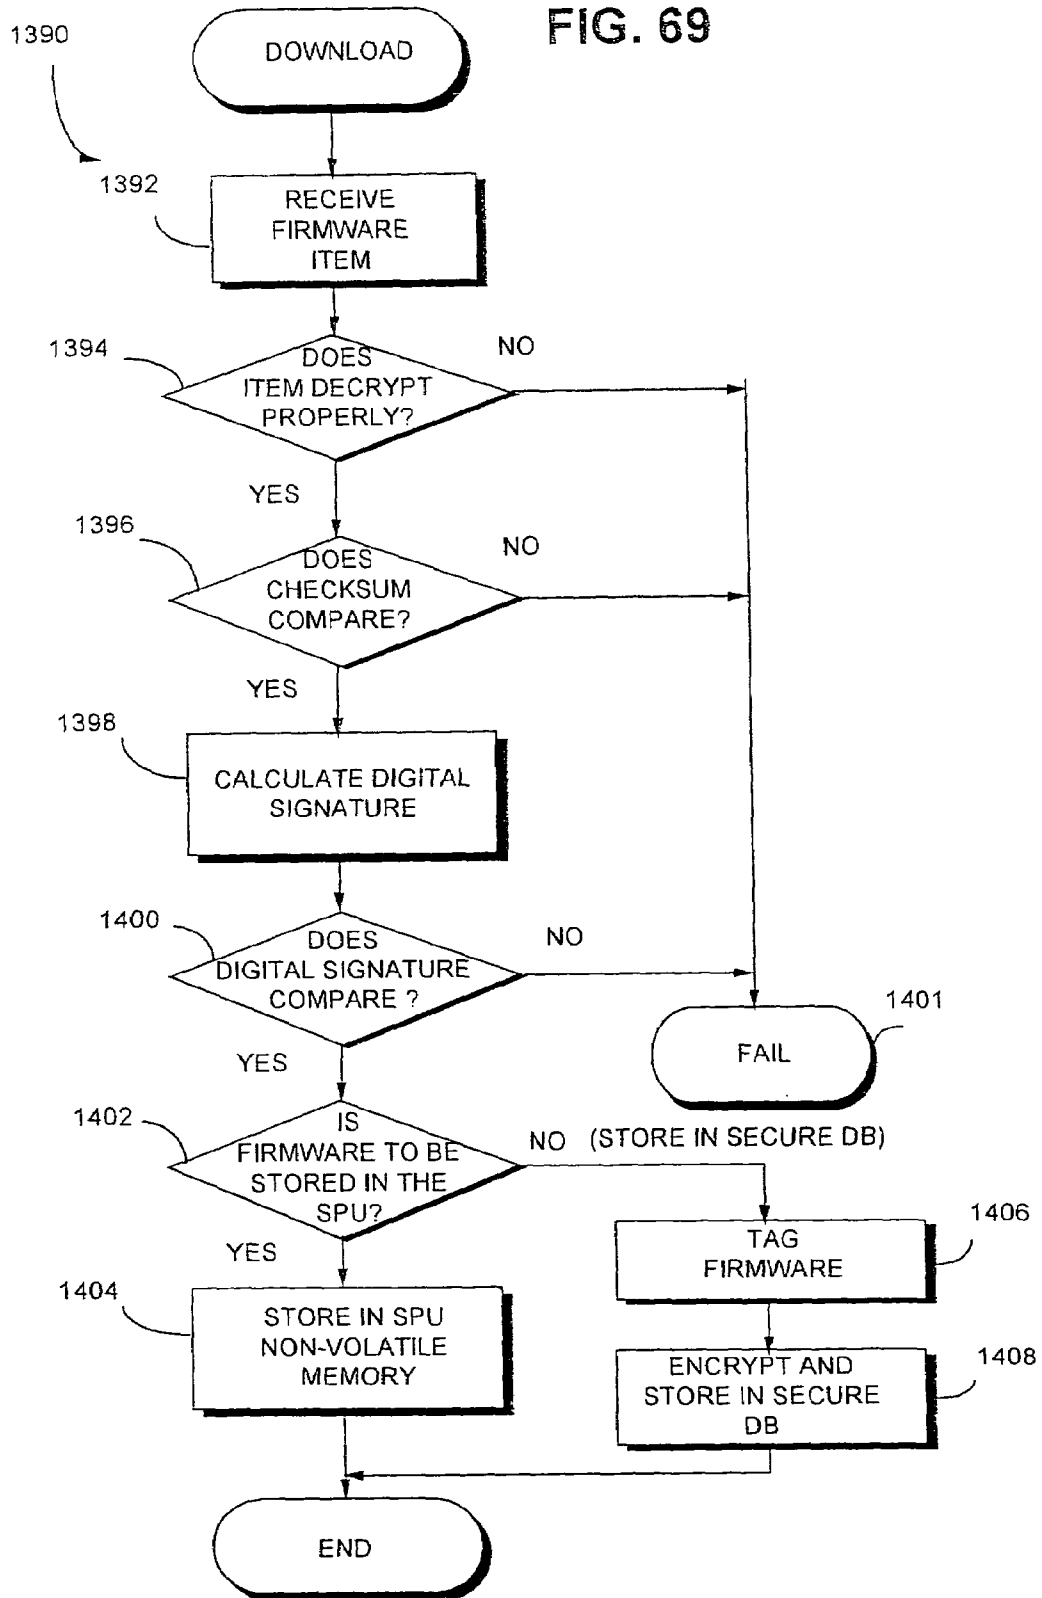 FIG. 69
1390
DOWNLOAD
1392
RECEIVE
FIRMWARE
ITEM
1394
DOES
ITEM DECRYPT
PROPERLY?
NO
YES
1396
DOES
CHECKSUM
COMPARE?
NO
YES
1398
CALCULATE DIGITAL
SIGNATURE
1400
DOES
DIGITAL SIGNATURE
COMPARE ?
NO
YES
1401
FAIL
1402
IS
FIRMWARE TO BE
STORED IN THE
SPU?
NO (STORE IN SECURE DB)
YES
1406
TAG
FIRMWARE
1404
STORE IN SPU
NON-VOLATILE
MEMORY
1408
ENCRYPT AND
STORE IN SECURE
DB
END